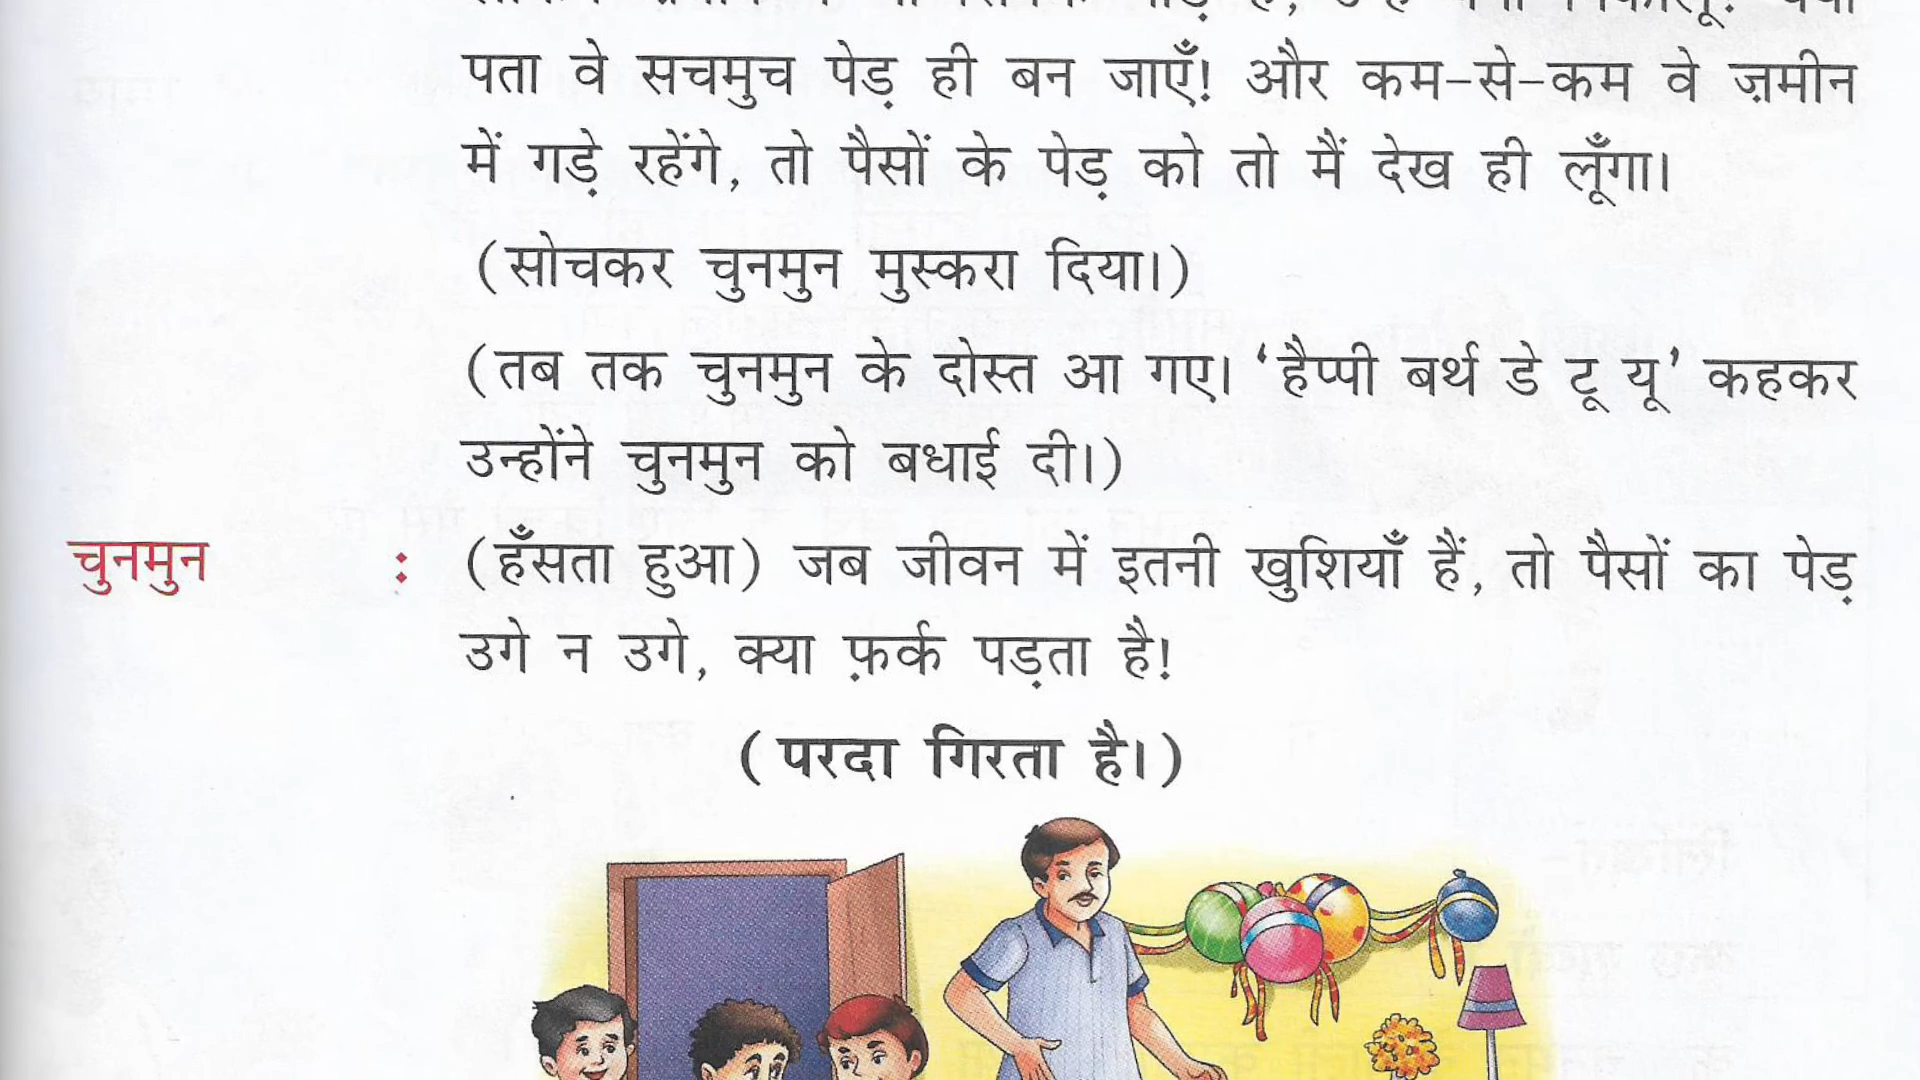 पता वे सचमुच पेड़ ही बन जाएँ! और कम-से-कम वे ज़मीन
में गड़े रहेंगे, तो पैसों के पेड़ को तो मैं देख ही लूँगा।
(सोचकर चुनमुन मुस्करा दिया।)
(तब तक चुनमुन के दोस्त आ गए। ‘हैप्पी बर्थ डे टू यू’ कहकर
उन्होंने चुनमुन को बधाई दी।)
चुनमुन : (हँसता हुआ) जब जीवन में इतनी खुशियाँ हैं, तो पैसों का पेड़
उगे न उगे, क्या फ़र्क पड़ता है!
(परदा गिरता है।)